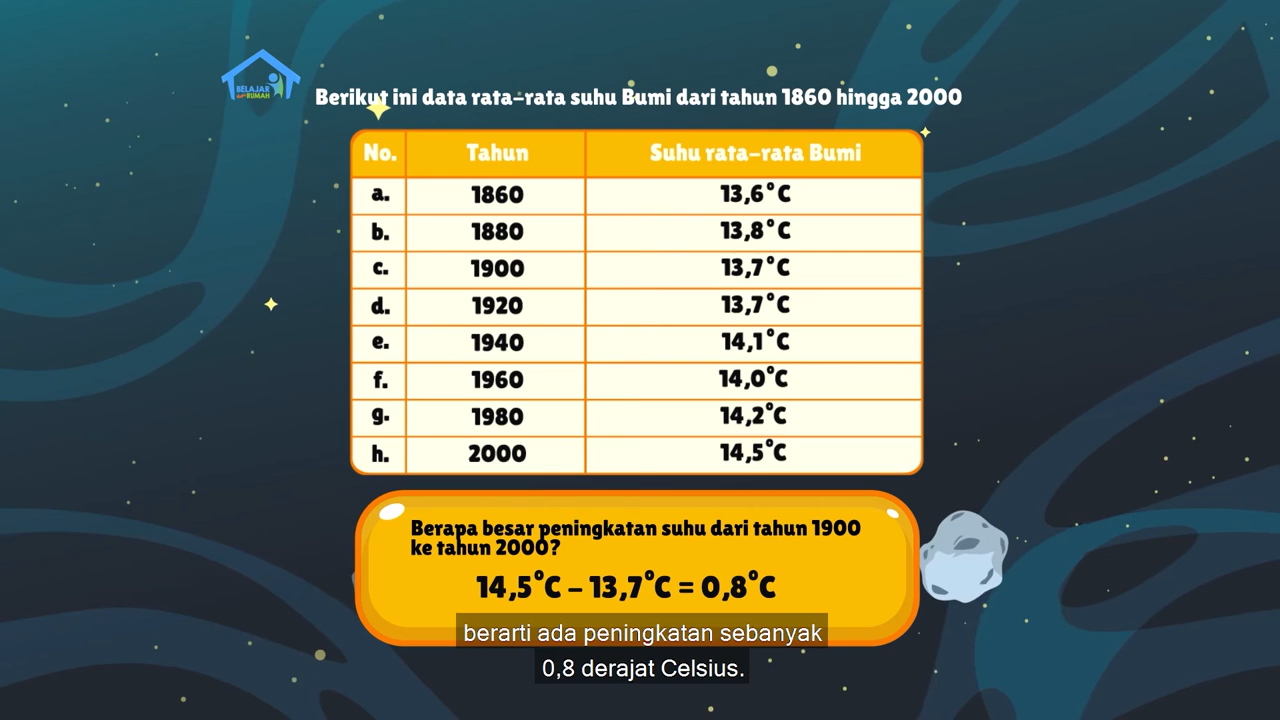 BELAJAR
dari RUMAH
Berikut ini data rata-rata suhu Bumi dari tahun 1860 hingga 2000
No. Tahun Suhu rata-rata Bumi
a. 1860 13,6°C
b. 1880 13,8°C
c. 1900 13,7°C
d. 1920 13,7°C
e. 1940 14,1°C
f. 1960 14,0°C
g. 1980 14,2°C
h. 2000 14,5°C
Berapa besar peningkatan suhu dari tahun 1900
ke tahun 2000?
14,5°C – 13,7°C = 0,8°C
berarti ada peningkatan sebanyak
0,8 derajat Celsius.